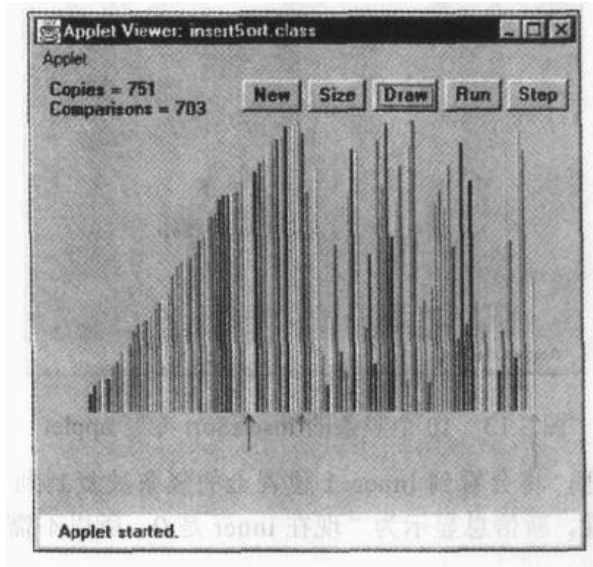 Applet Viewer: insertSort.class
Applet
Copies = 751
Comparisons = 703
New Size Draw Run Step
Applet started.